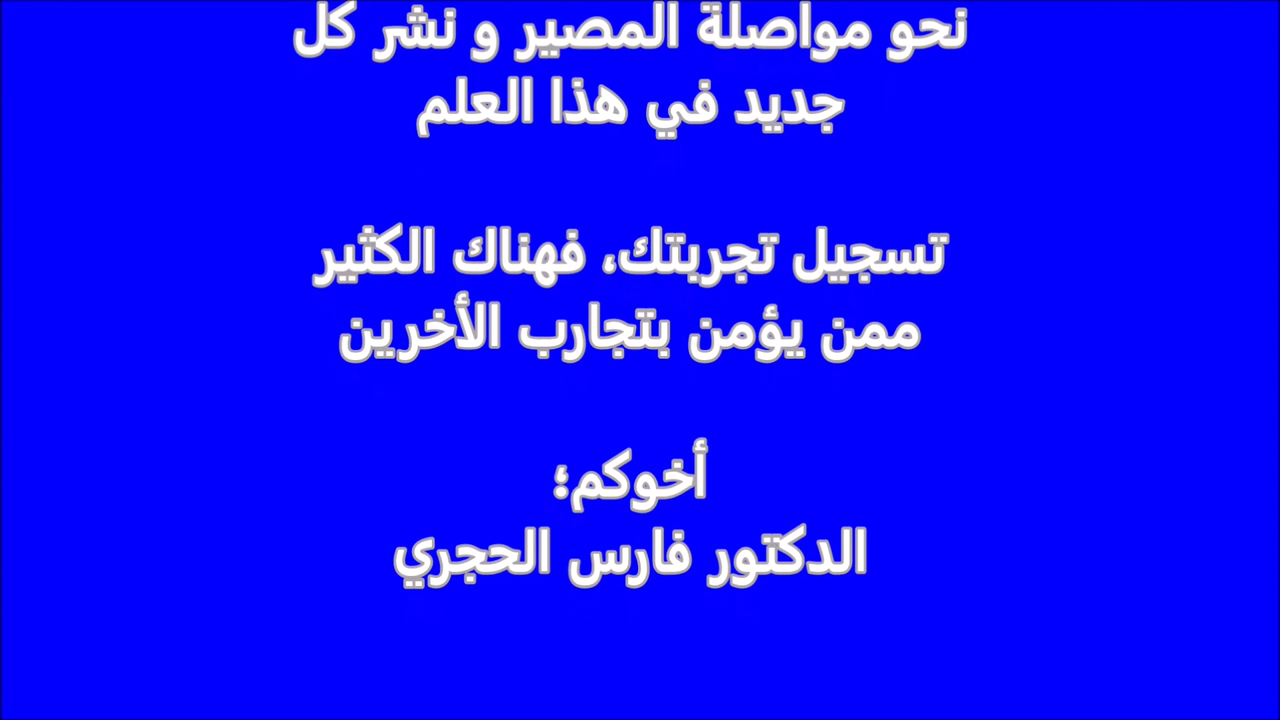 نحو مواصلة المصير و نشر كل
جديد في هذا العلم
تسجيل تجربتك، فهناك الكثير
ممن يؤمن بتجارب الأخرين
أخوكم؛
الدكتور فارس الحجري